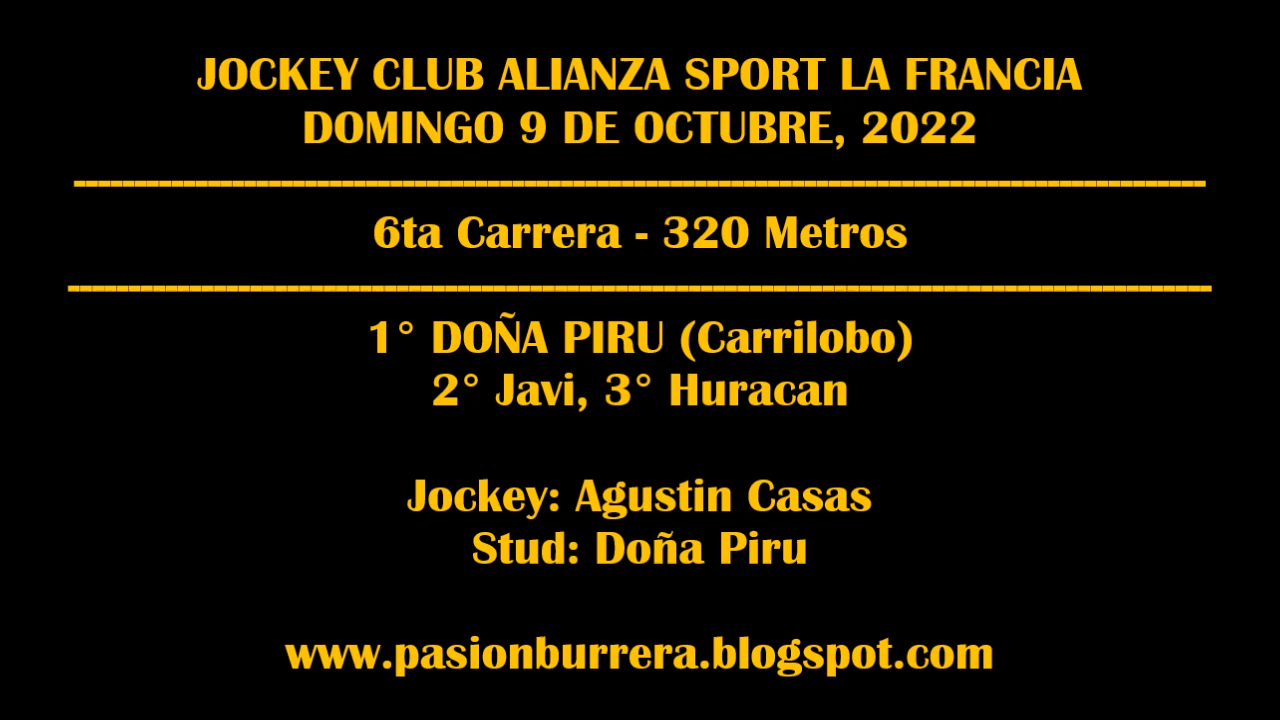 JOCKEY CLUB ALIANZA SPORT LA FRANCIA
DOMINGO 9 DE OCTUBRE, 2022
6ta Carrera - 320 Metros
1° DOÑA PIRU (Carrilobo)
2° Javi, 3° Huracan
Jockey: Agustin Casas
Stud: Doña Piru
www.pasionburrera.blogspot.com